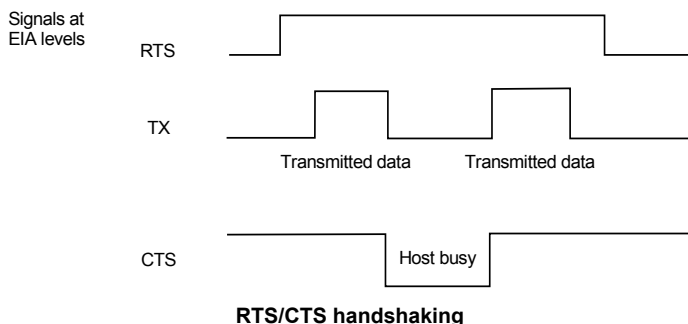 Signals at
EIA levels
RTS
TX
Transmitted data
Transmitted data
CTS
Host busy
RTS/CTS handshaking